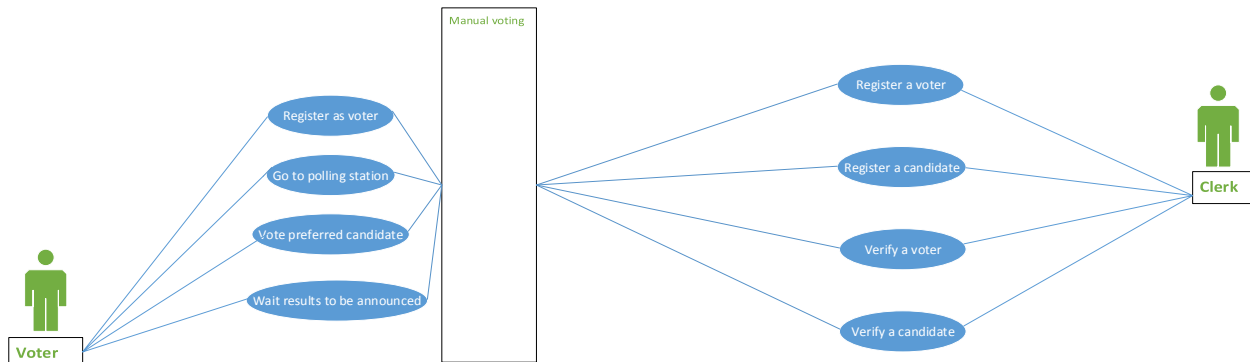 Manual voting
Register as voter
Go to polling station
Vote preferred candidate
Wait results to be announced
Voter
Register a voter
Register a candidate
Verify a voter
Verify a candidate
Clerk